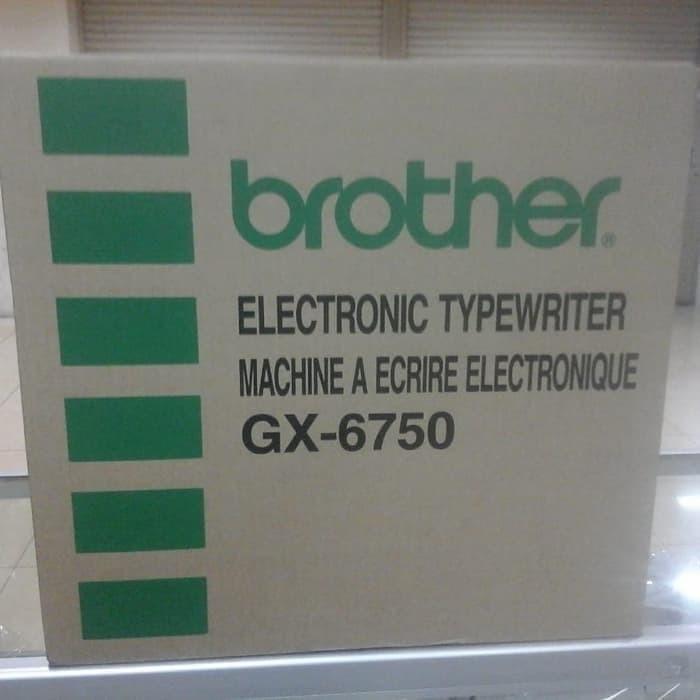 brother®
ELECTRONIC TYPEWRITER
MACHINE A ECRIRE ELECTRONIQUE
GX-6750